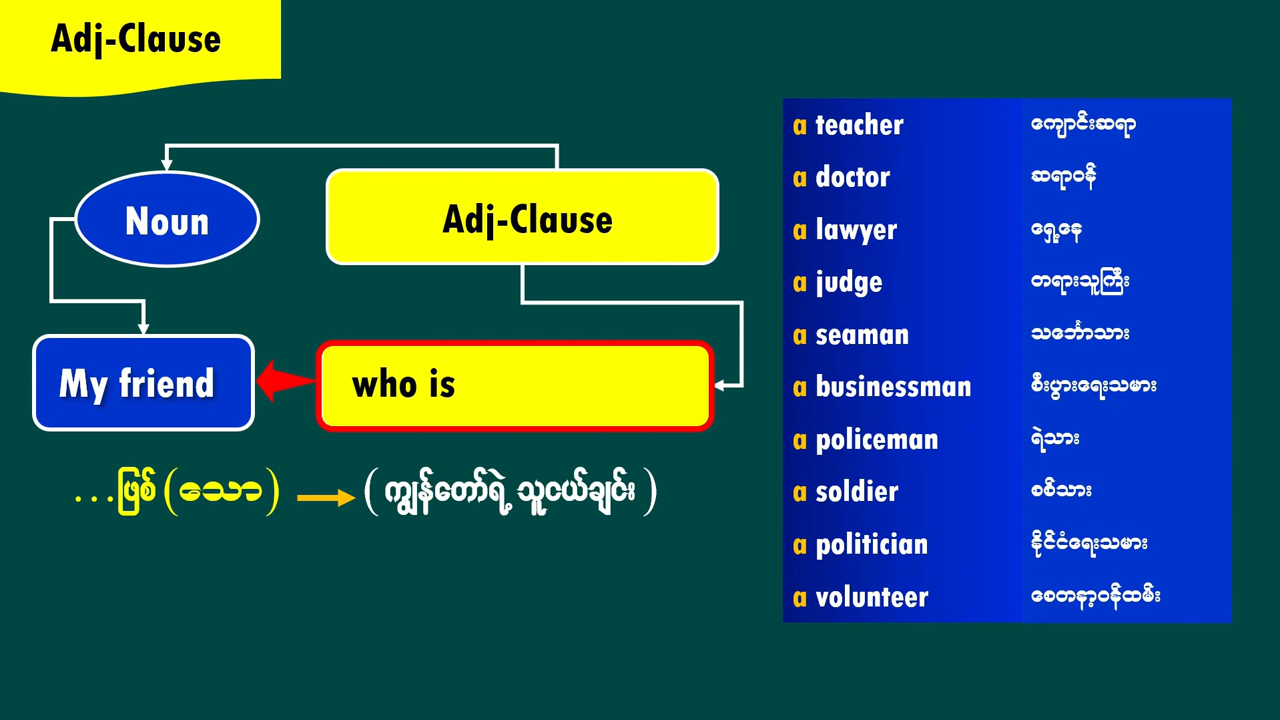 Adj-Clause
Noun
Adj-Clause
My friend
who is
...ဖြစ် (သော) ( ကျွန်တော်ရဲ့ သူငယ်ချင်း )
a teacher ကျောင်းဆရာ
a doctor ဆရာဝန်
a lawyer ရှေ့နေ
a judge တရားသူကြီး
a seaman သင်္ဘောသား
a businessman စီးပွားရေးသမား
a policeman ရဲသား
a soldier စစ်သား
a politician နိုင်ငံရေးသမား
a volunteer စေတနာ့ဝန်ထမ်း